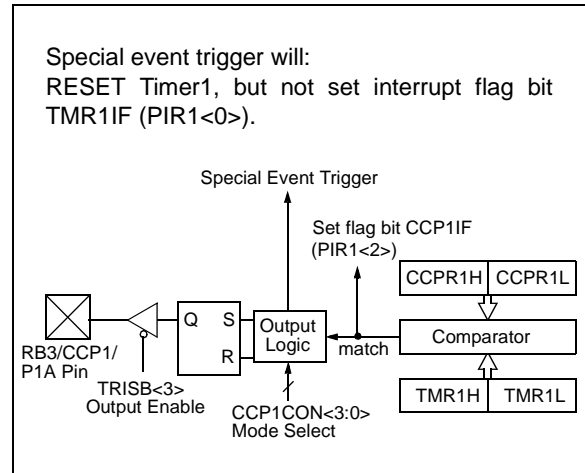 Special event trigger will:
RESET Timer1, but not set interrupt flag bit
TMR1IF (PIR1<0>).
Special Event Trigger
Set flag bit CCP1IF
(PIR1<2>)
CCPR1H CCPR1L
Q S Output
Logic
R
Comparator
match
RB3/CCP1/
P1A Pin
TRISB<3>
Output Enable
CCP1CON<3:0>
Mode Select
TMR1H TMR1L